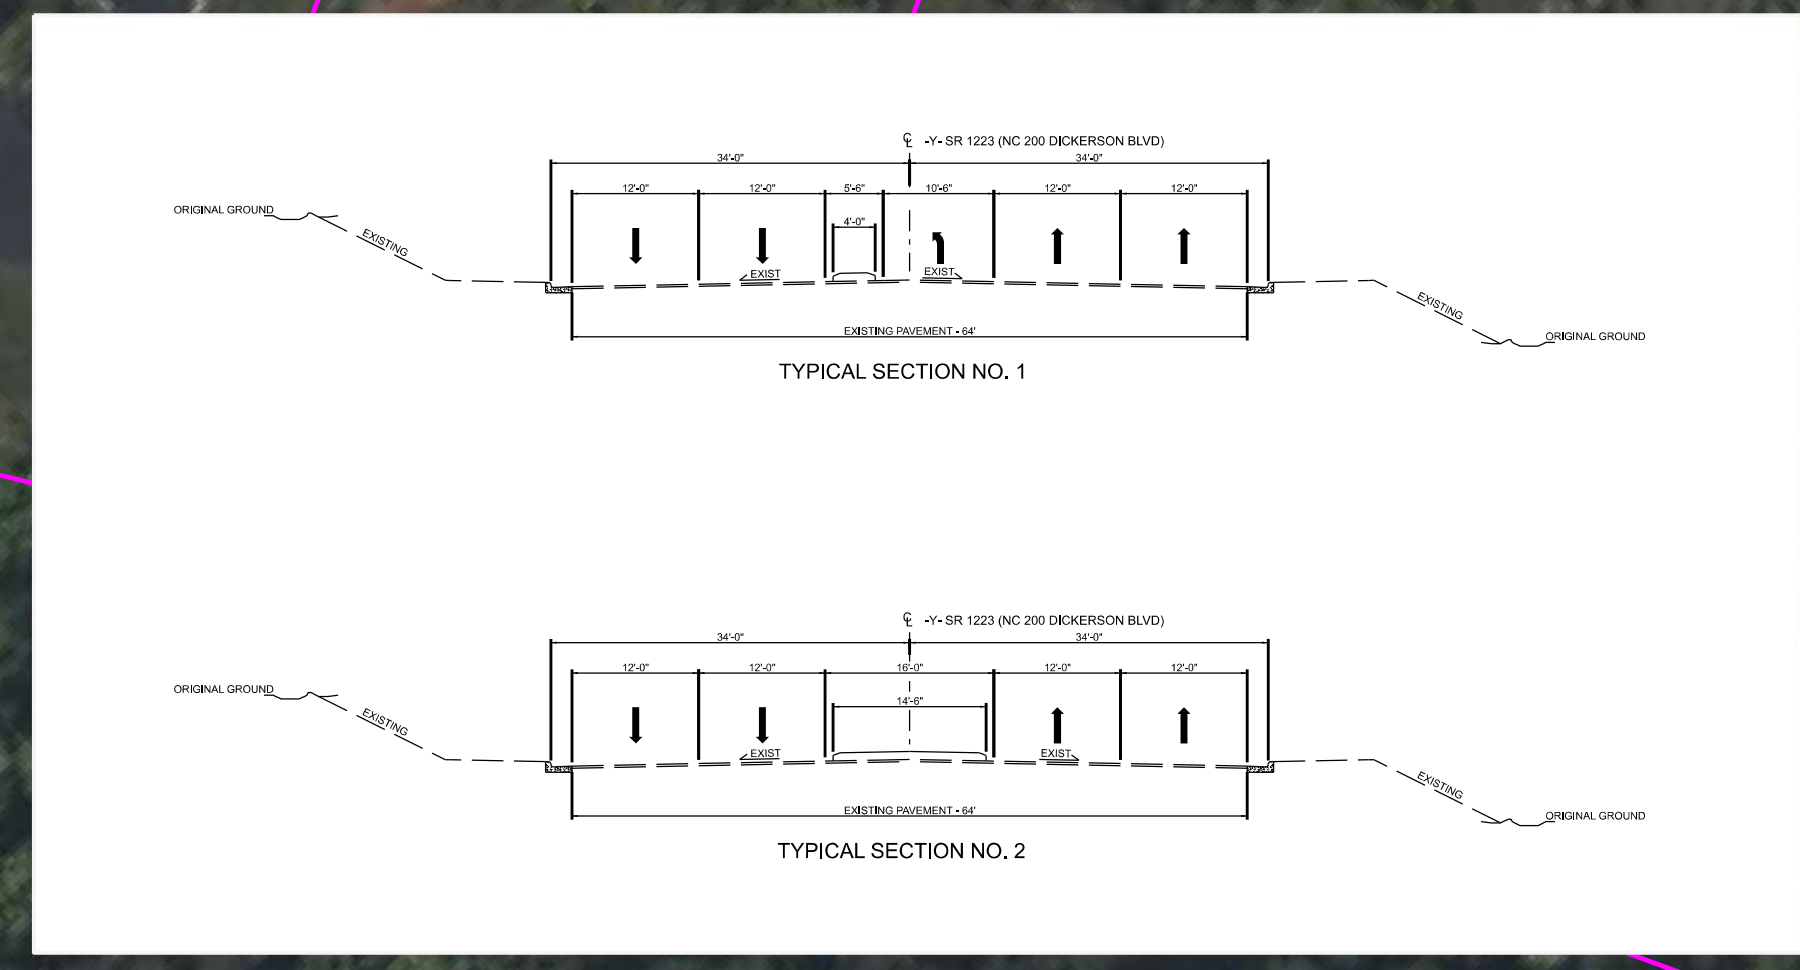 ℄ -Y- SR 1223 (NC 200 DICKERSON BLVD)
34'-0" 34'-0"
12'-0" 12'-0" 5'-6" 10'-6" 12'-0" 12'-0"
ORIGINAL GROUND
4'-0"
EXISTING
EXIST EXIST
EXISTING
EXISTING PAVEMENT - 64'
ORIGINAL GROUND
TYPICAL SECTION NO. 1
℄ -Y- SR 1223 (NC 200 DICKERSON BLVD)
34'-0" 34'-0"
12'-0" 12'-0" 16'-0" 12'-0" 12'-0"
ORIGINAL GROUND
14'-6"
EXISTING
EXIST EXIST
EXISTING
EXISTING PAVEMENT - 64'
ORIGINAL GROUND
TYPICAL SECTION NO. 2